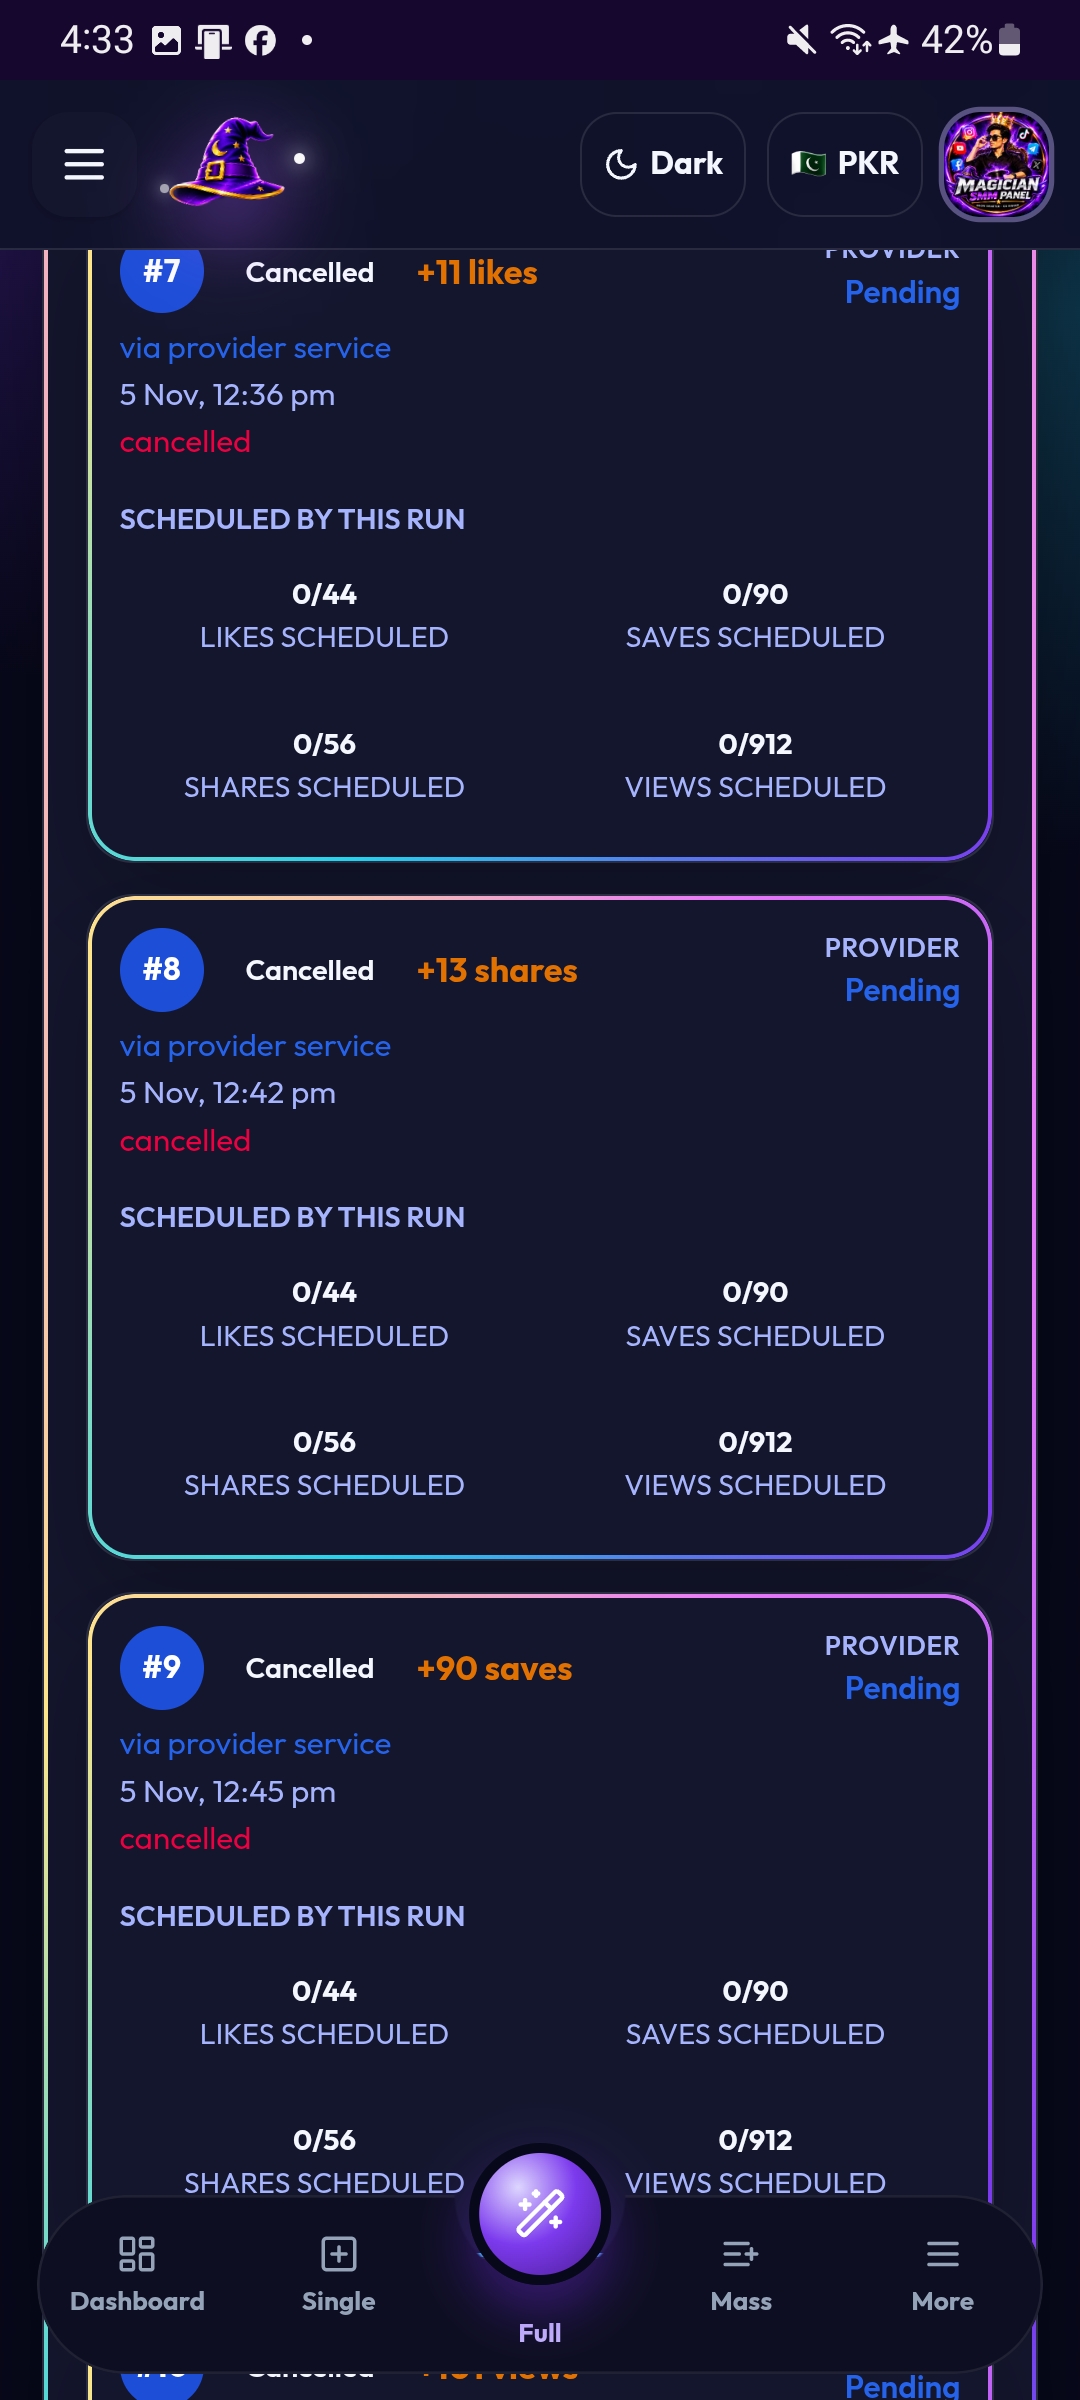 4:33
42%
Dark
PKR
MAGICIAN
SMM PANEL
#7 Cancelled +11 likes
PROVIDER
Pending
via provider service
5 Nov, 12:36 pm
cancelled
SCHEDULED BY THIS RUN
0/44 0/90
LIKES SCHEDULED SAVES SCHEDULED
0/56 0/912
SHARES SCHEDULED VIEWS SCHEDULED
#8 Cancelled +13 shares
PROVIDER
Pending
via provider service
5 Nov, 12:42 pm
cancelled
SCHEDULED BY THIS RUN
0/44 0/90
LIKES SCHEDULED SAVES SCHEDULED
0/56 0/912
SHARES SCHEDULED VIEWS SCHEDULED
#9 Cancelled +90 saves
PROVIDER
Pending
via provider service
5 Nov, 12:45 pm
cancelled
SCHEDULED BY THIS RUN
0/44 0/90
LIKES SCHEDULED SAVES SCHEDULED
0/56 0/912
SHARES SCHEDULED VIEWS SCHEDULED
Dashboard
Single
Full
Mass
More
Cancelled views
Pending